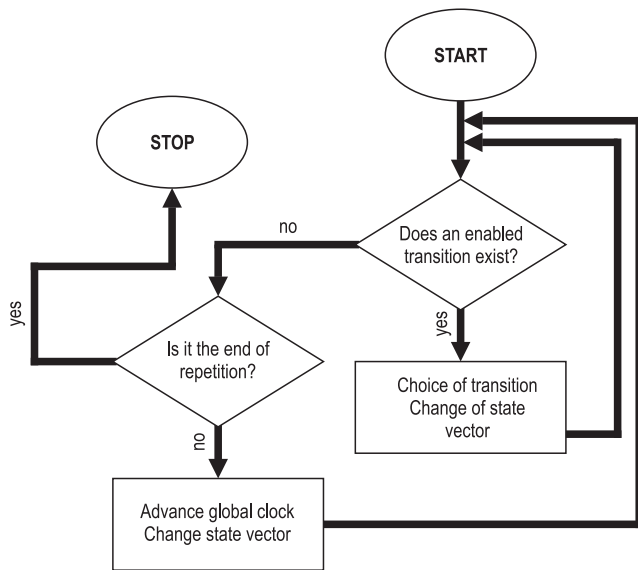 START
STOP
no
Does an enabled
transition exist?
yes
yes
Is it the end of
repetition?
Choice of transition
Change of state
vector
no
Advance global clock
Change state vector